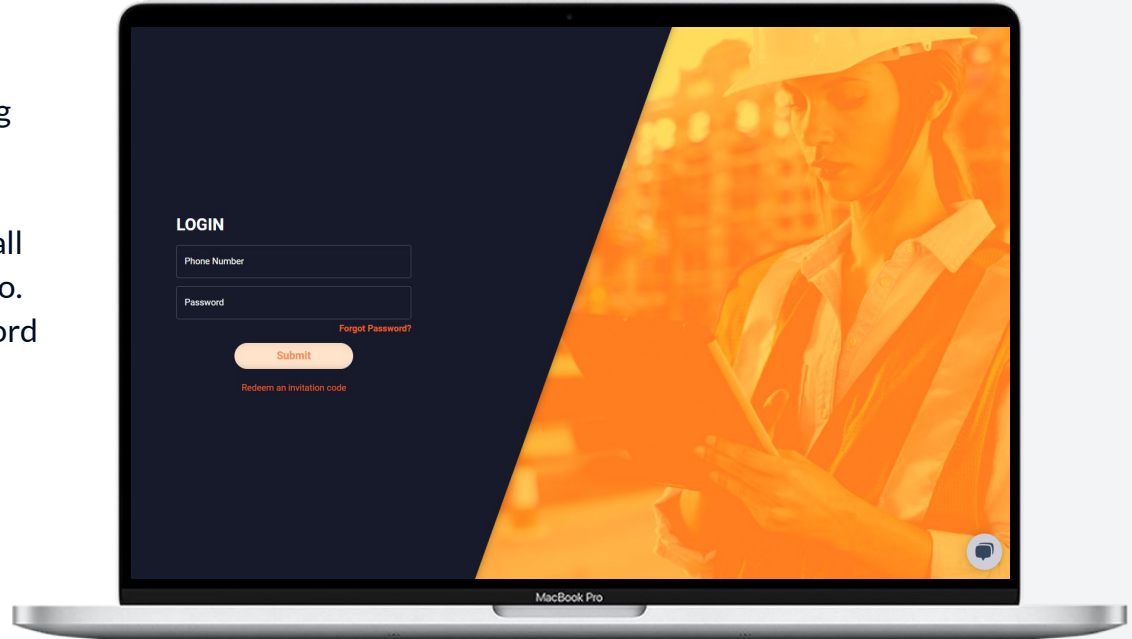 LOGIN
Phone Number
Password
Forgot Password?
Submit
Redeem an invitation code
MacBook Pro